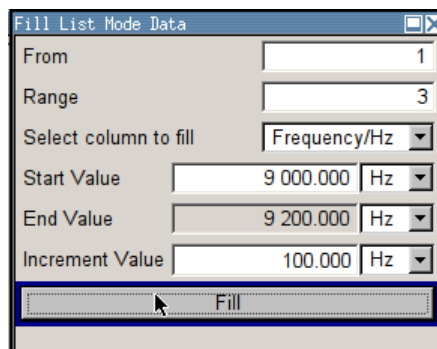 Fill List Mode Data
From 1
Range 3
Select column to fill Frequency/Hz
Start Value 9 000.000 Hz
End Value 9 200.000 Hz
Increment Value 100.000 Hz
Fill